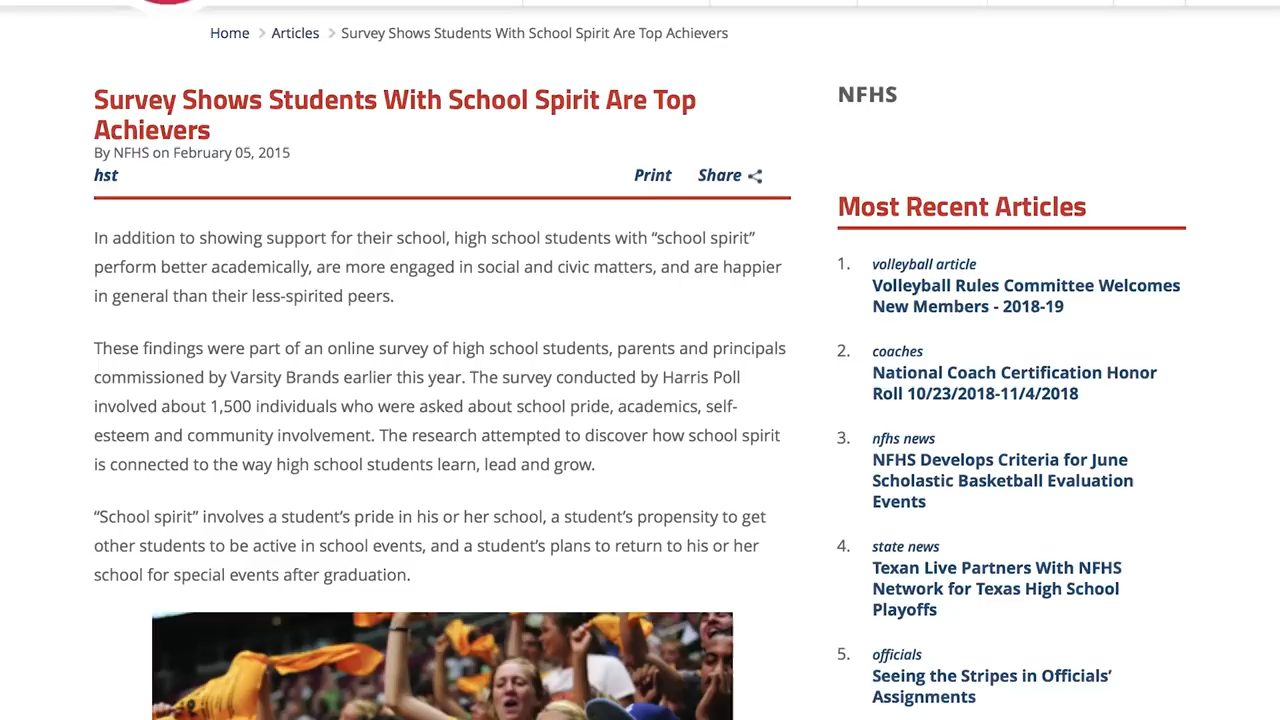 Home > Articles > Survey Shows Students With School Spirit Are Top Achievers
Survey Shows Students With School Spirit Are Top
Achievers
By NFHS on February 05, 2015
hst Print Share
In addition to showing support for their school, high school students with “school spirit”
perform better academically, are more engaged in social and civic matters, and are happier
in general than their less-spirited peers.
These findings were part of an online survey of high school students, parents and principals
commissioned by Varsity Brands earlier this year. The survey conducted by Harris Poll
involved about 1,500 individuals who were asked about school pride, academics, self-
esteem and community involvement. The research attempted to discover how school spirit
is connected to the way high school students learn, lead and grow.
“School spirit” involves a student’s pride in his or her school, a student’s propensity to get
other students to be active in school events, and a student’s plans to return to his or her
school for special events after graduation.
NFHS
Most Recent Articles
1. volleyball article
Volleyball Rules Committee Welcomes
New Members - 2018-19
2. coaches
National Coach Certification Honor
Roll 10/23/2018-11/4/2018
3. nfhs news
NFHS Develops Criteria for June
Scholastic Basketball Evaluation
Events
4. state news
Texan Live Partners With NFHS
Network for Texas High School
Playoffs
5. officials
Seeing the Stripes in Officials’
Assignments